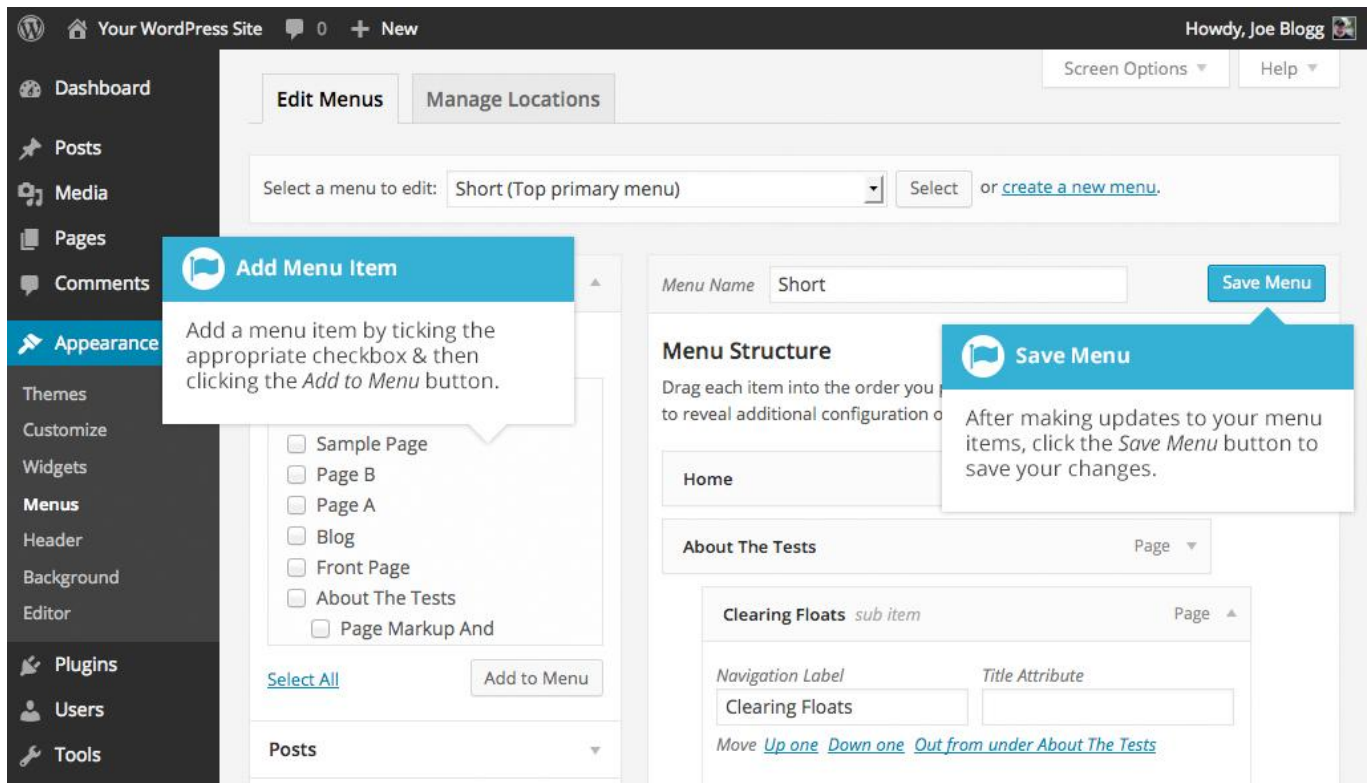 Your WordPress Site 0 + New Howdy, Joe Blogg
Screen Options Help
Dashboard
Posts
Media
Pages
Comments
Appearance
Themes
Customize
Widgets
Menus
Header
Background
Editor
Plugins
Users
Tools
Edit Menus Manage Locations
Select a menu to edit: Short (Top primary menu) Select or create a new menu.
Add Menu Item
Add a menu item by ticking the
appropriate checkbox & then
clicking the Add to Menu button.
Sample Page
Page B
Page A
Blog
Front Page
About The Tests
Page Markup And
Select All Add to Menu
Posts
Menu Name Short Save Menu
Menu Structure
Drag each item into the order you
to reveal additional configuration
Save Menu
After making updates to your menu
items, click the Save Menu button to
save your changes.
Home
About The Tests Page
Clearing Floats sub item Page
Navigation Label Title Attribute
Clearing Floats
Move Up one Down one Out from under About The Tests